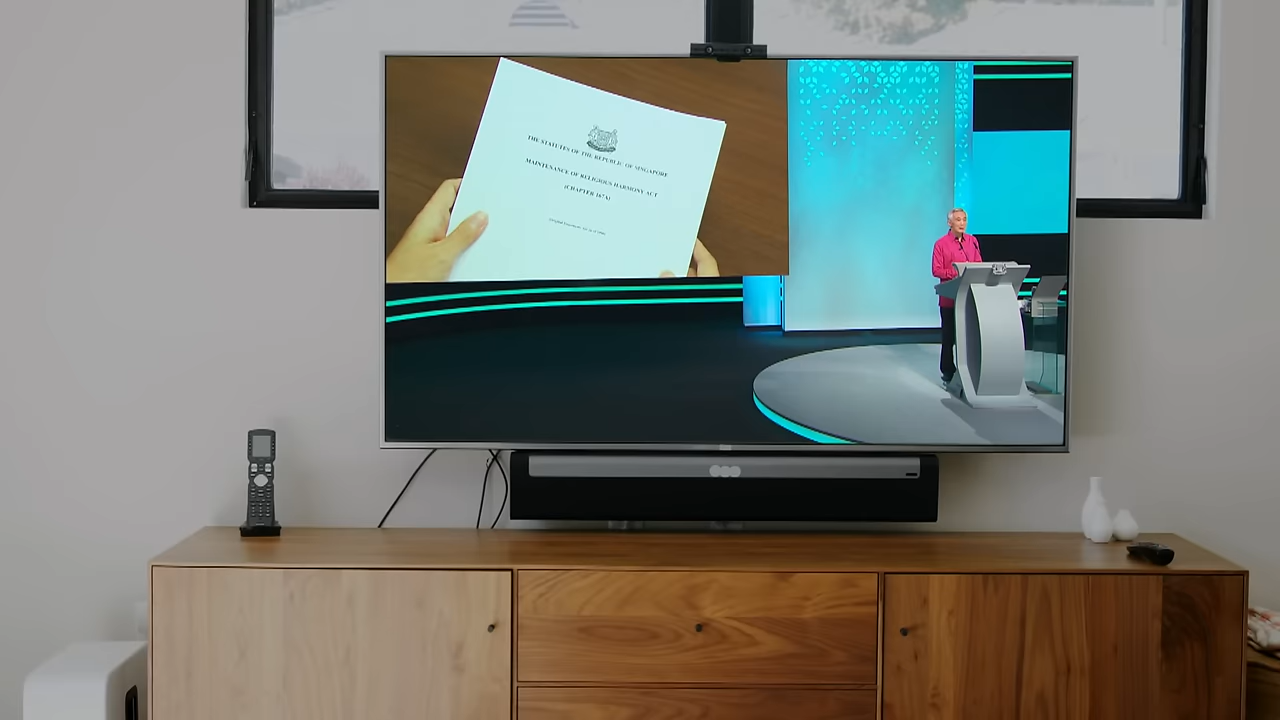 THE STATUTES OF THE REPUBLIC OF SINGAPORE
MAINTENANCE OF RELIGIOUS HARMONY ACT
(CHAPTER 167A)